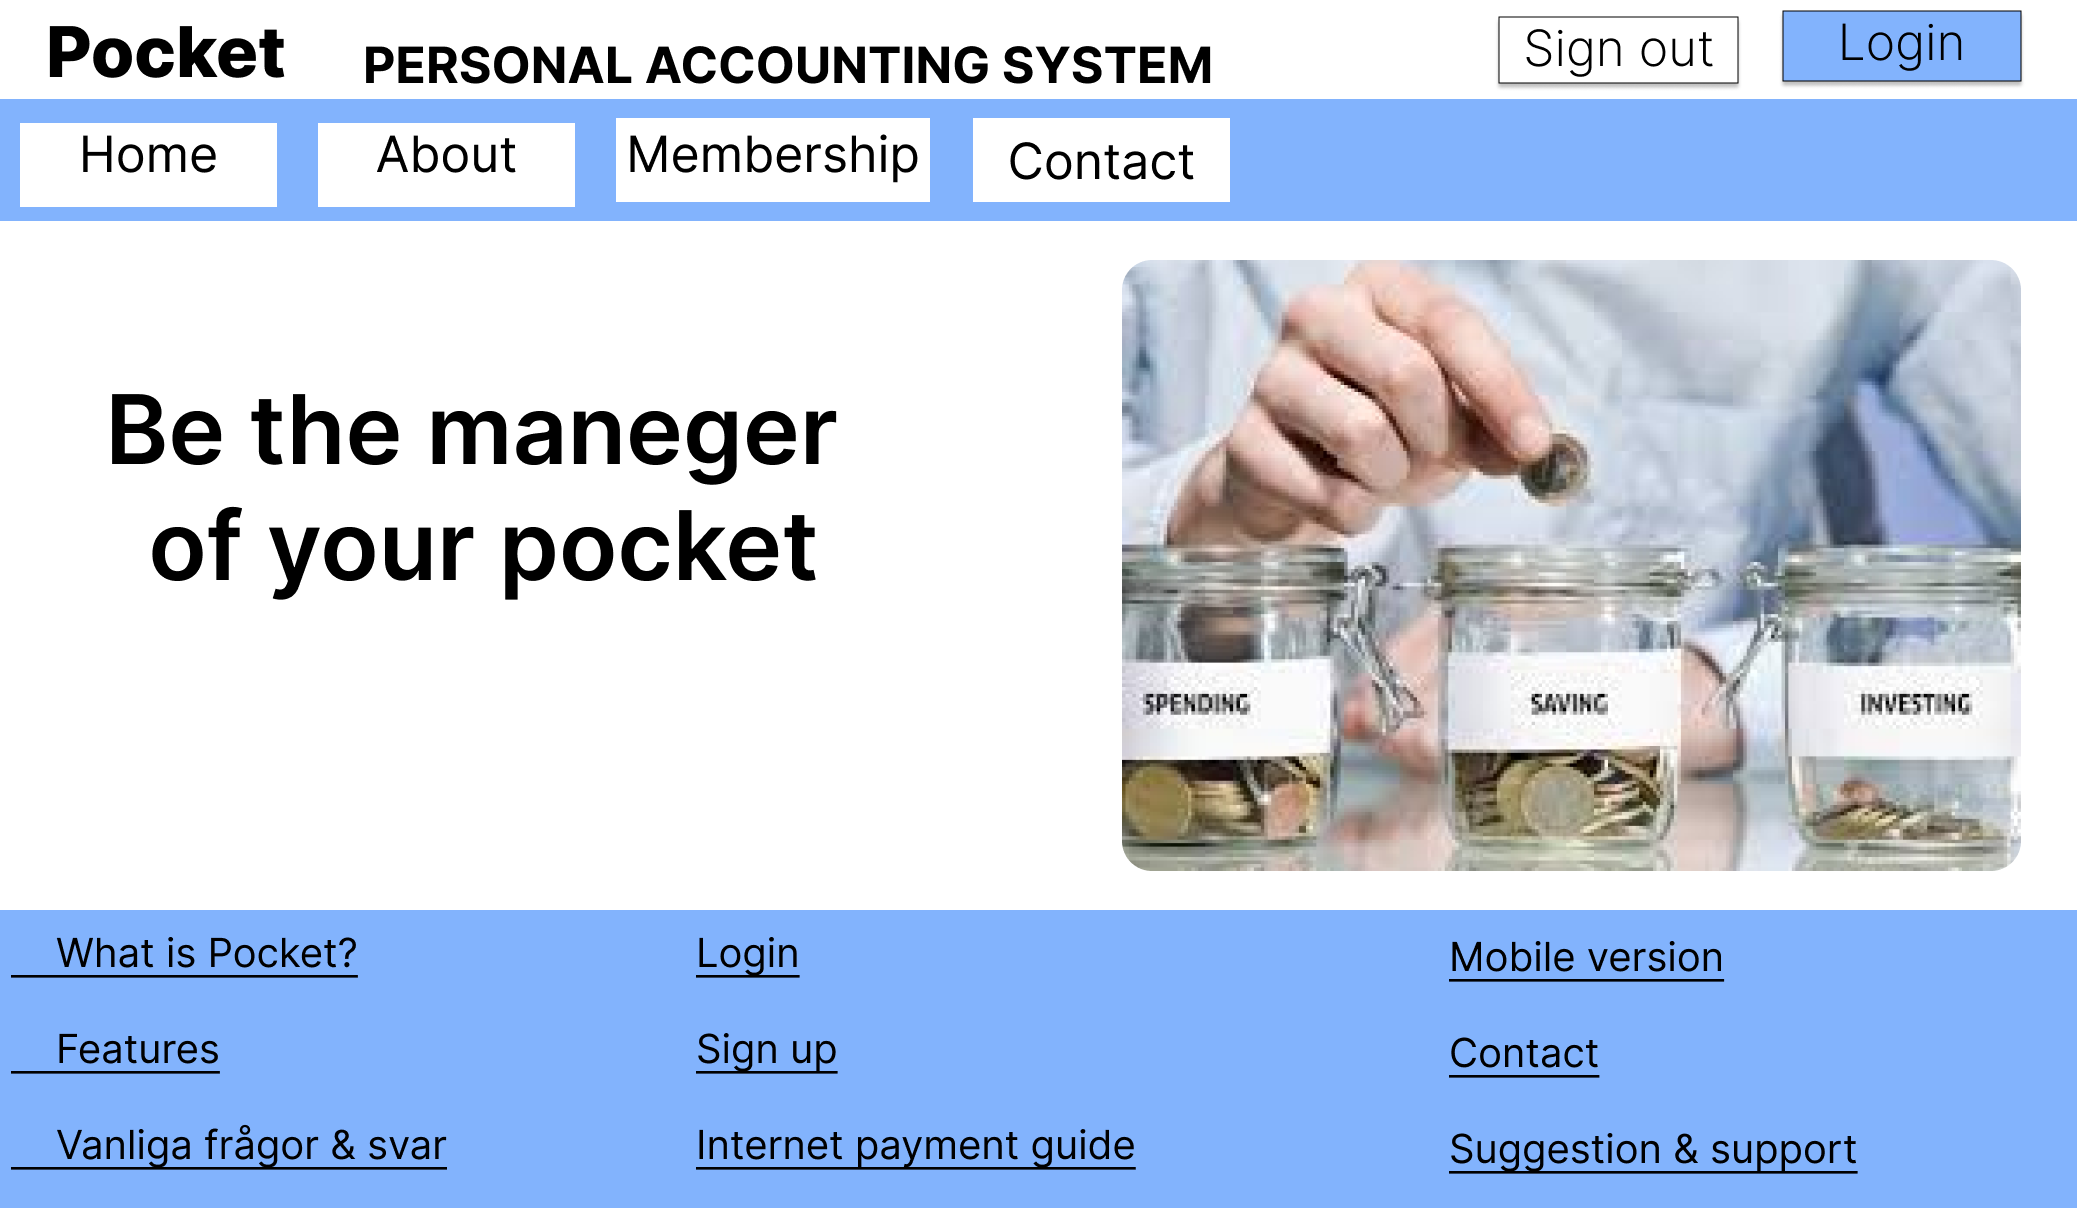 Pocket
PERSONAL ACCOUNTING SYSTEM
Sign out
Login
Home
About
Membership
Contact
Be the maneger
of your pocket
SPENDING
SAVING
INVESTING
What is Pocket?
Features
Vanliga frågor & svar
Login
Sign up
Internet payment guide
Mobile version
Contact
Suggestion & support